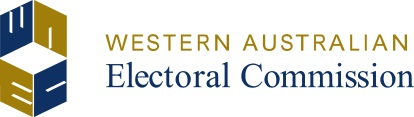 WESTERN AUSTRALIAN
Electoral Commission